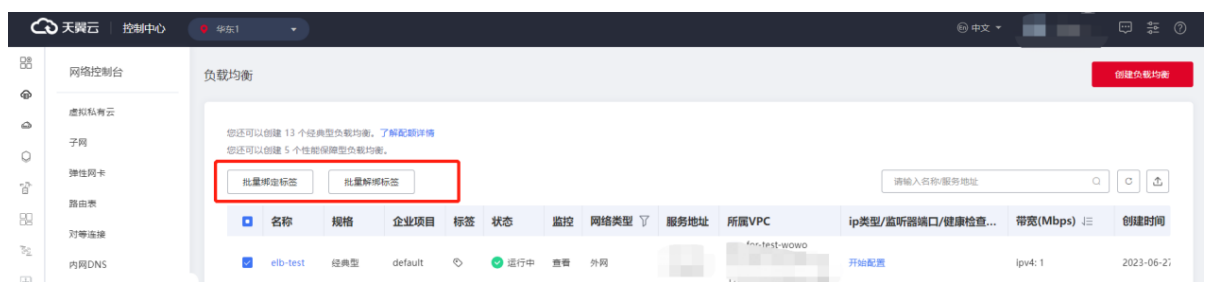 天翼云 控制中心 华东1 中文
网络控制台
虚拟私有云
子网
弹性网卡
路由表
对等连接
内网DNS
负载均衡 创建负载均衡
您还可以创建 13 个经典型负载均衡。了解配额详情
您还可以创建 5 个性能保障型负载均衡。
批量绑定标签 批量解绑标签 请输入名称/服务地址
名称 规格 企业项目 标签 状态 监控 网络类型 服务地址 所属VPC ip类型/监听器端口/健康检查... 带宽(Mbps) 创建时间
elb-test 经典型 default 运行中 查看 外网 for-test-wowo 开始配置 ipv4: 1 2023-06-27